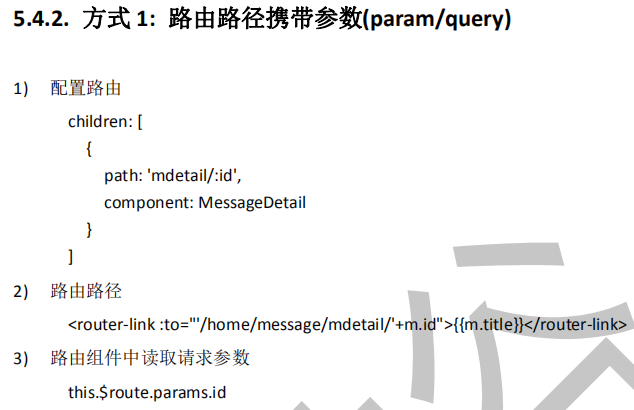 5.4.2. 方式 1: 路由路径携带参数(param/query)
1) 配置路由
children: [
{
path: 'mdetail/:id',
component: MessageDetail
}
]
2) 路由路径
<router-link :to="'/home/message/mdetail/'+m.id">{{m.title}}</router-link>
3) 路由组件中读取请求参数
this.$route.params.id